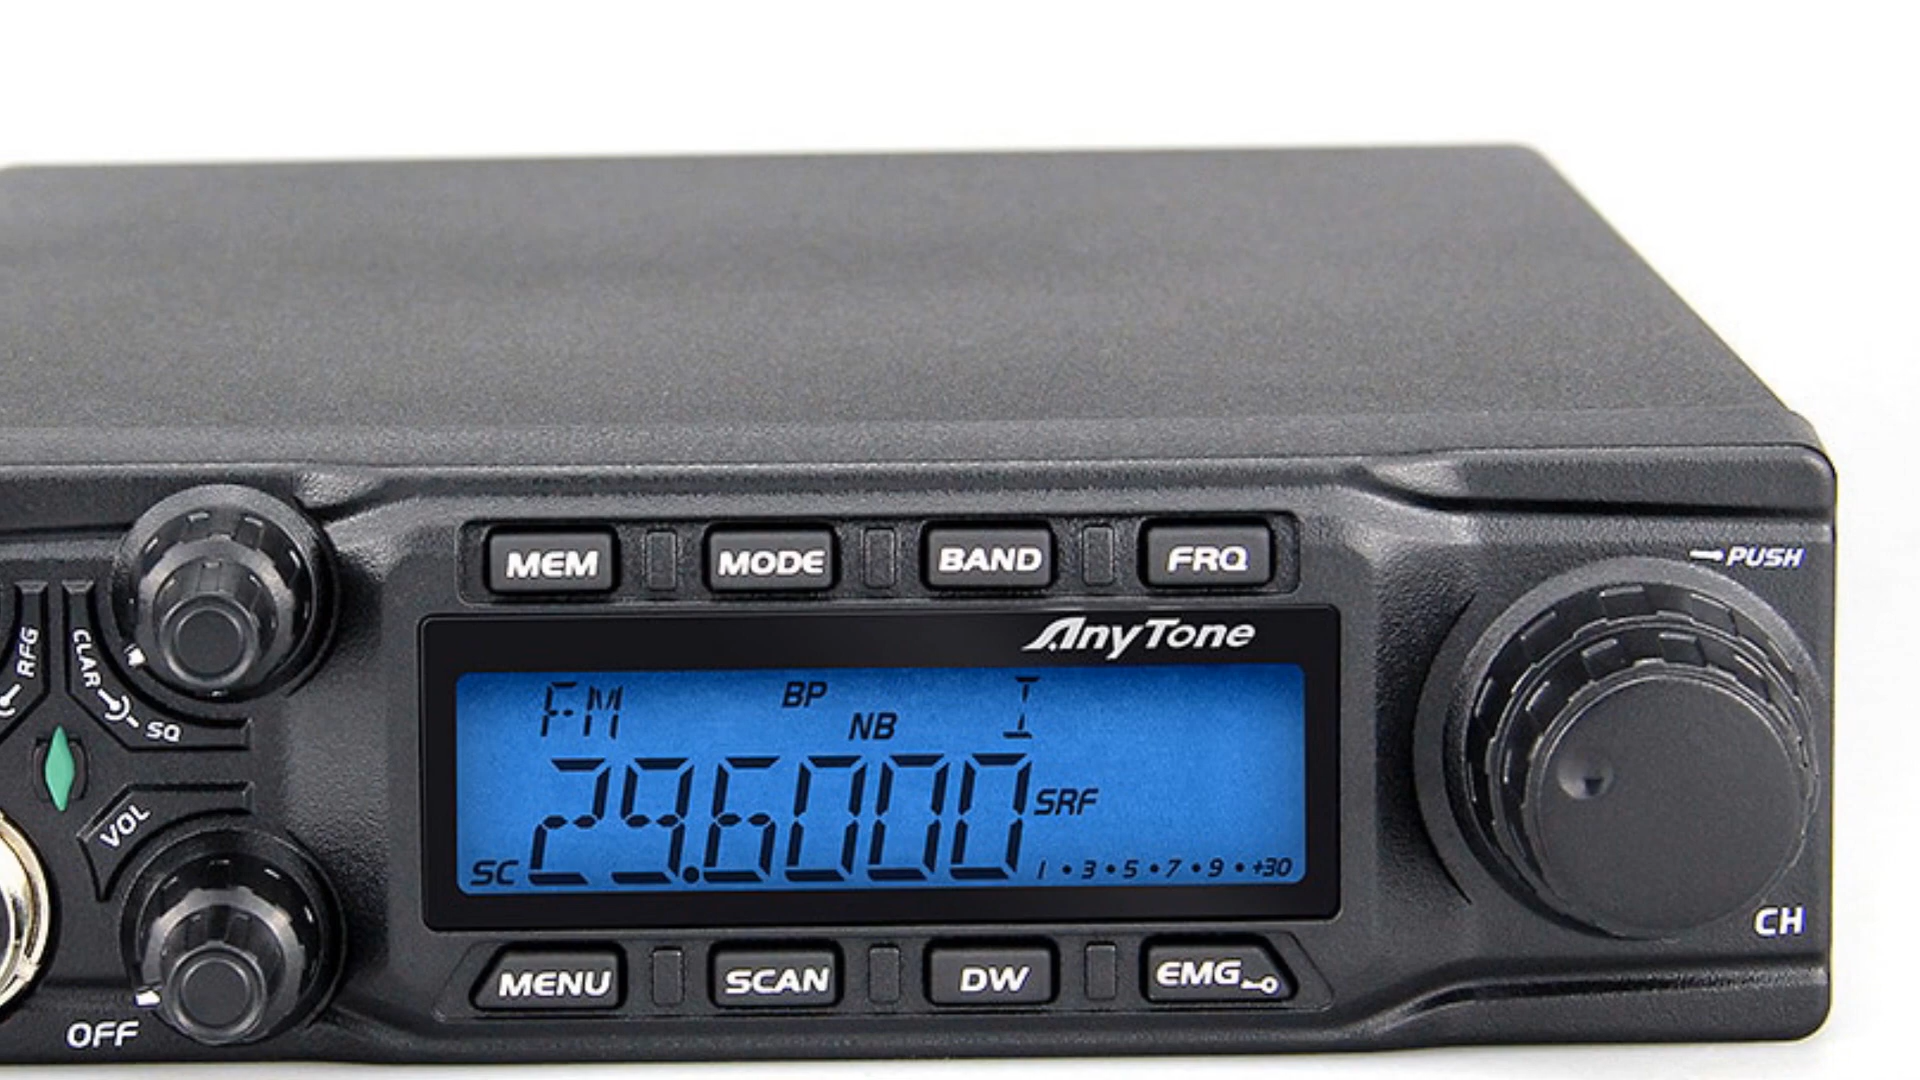 MEM MODE BAND FRQ
PUSH
AnyTone
RFG
CLAR
SQ
FM BP I
NB
29.6000 SRF
SC 1 • 3 • 5 • 7 • 9 • +30
VOL
OFF
MENU SCAN DW EMG
CH